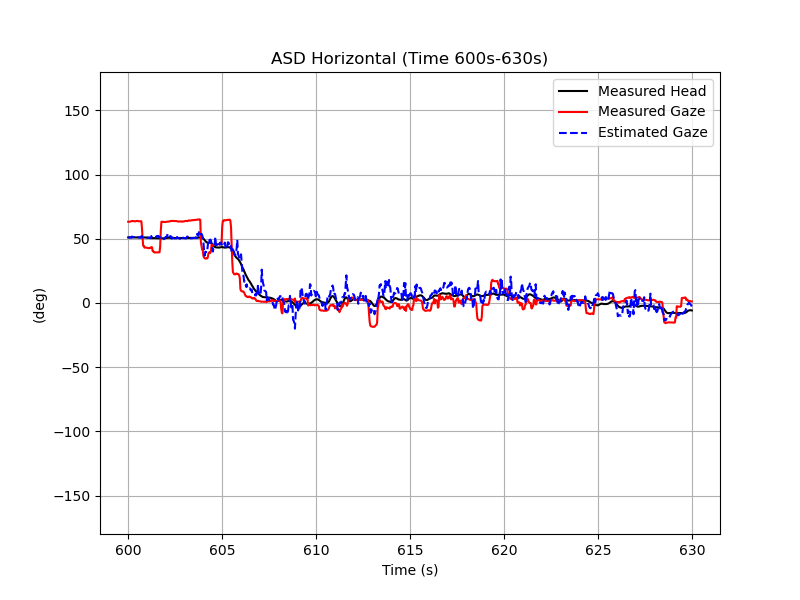 ASD Horizontal (Time 600s-630s)
Measured Head
Measured Gaze
Estimated Gaze
150
100
50
0
−50
−100
−150
(deg)
600 605 610 615 620 625 630
Time (s)